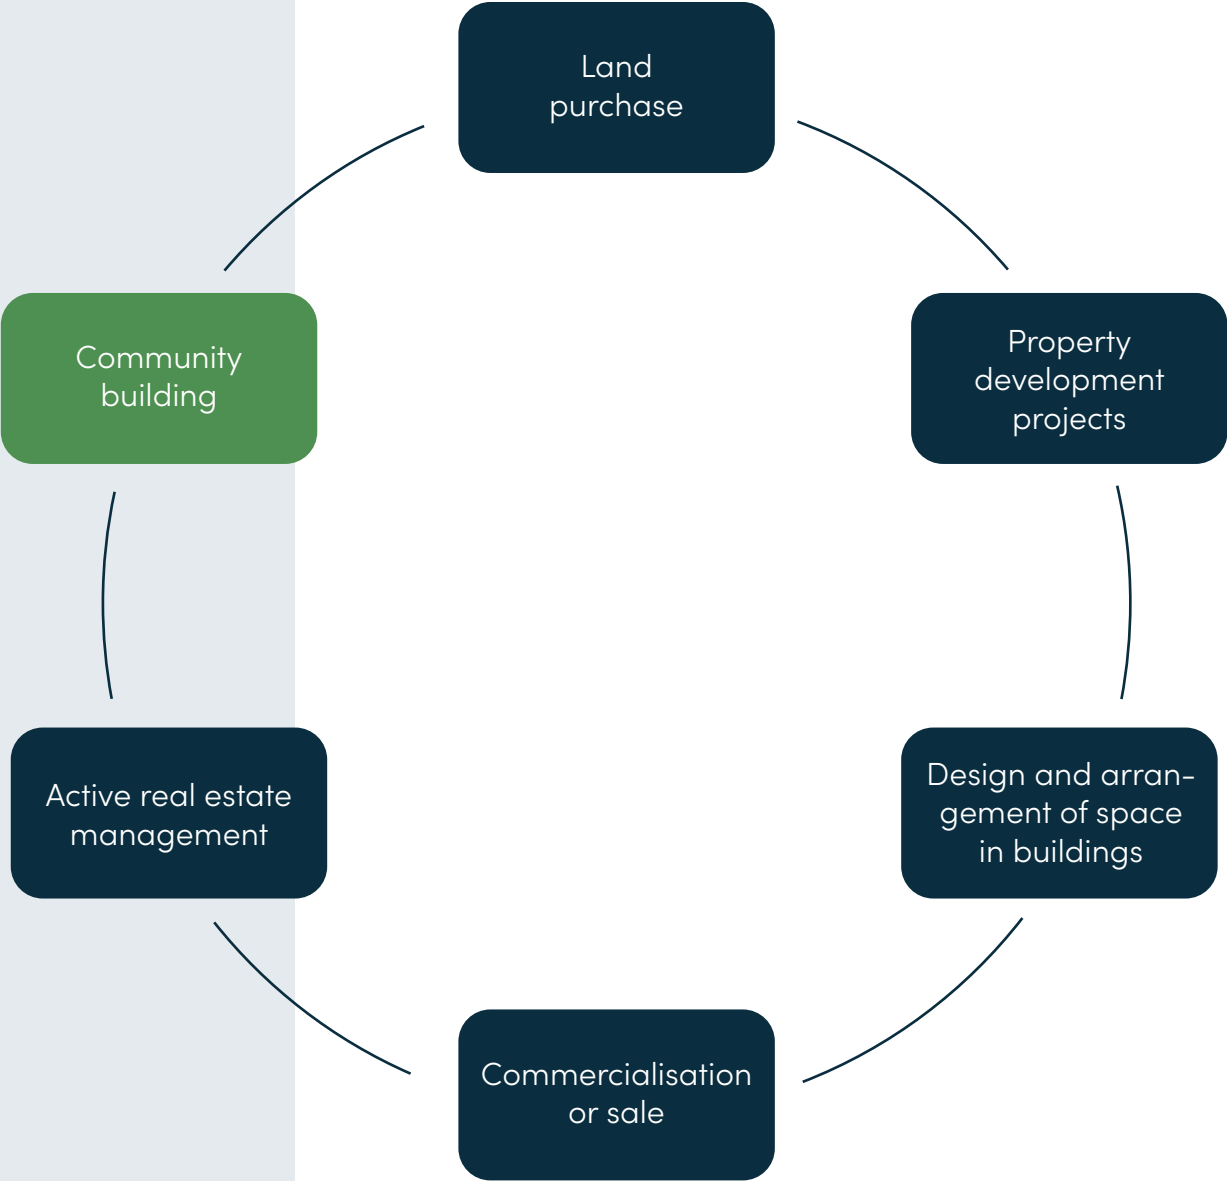 Land
purchase
Community
building
Property
development
projects
Active real estate
management
Design and arran-
gement of space
in buildings
Commercialisation
or sale